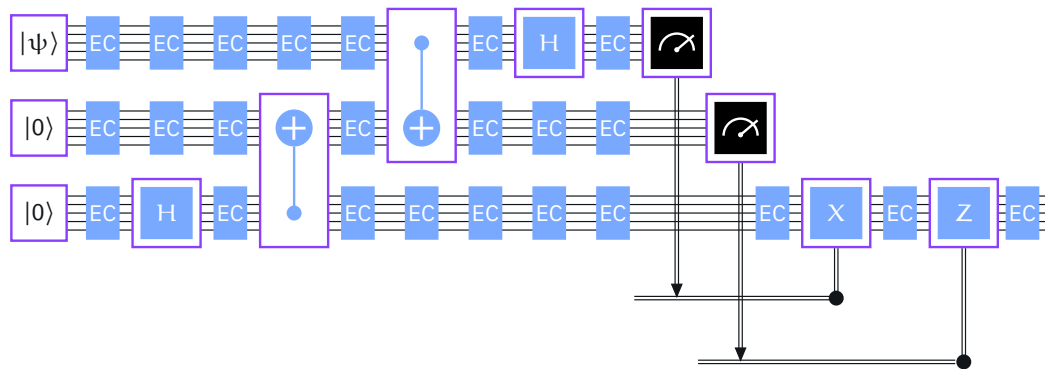 |ψ⟩ EC EC EC EC EC EC H EC
|0⟩ EC EC EC EC EC EC EC
|0⟩ EC H EC EC EC EC EC EC EC X EC Z EC